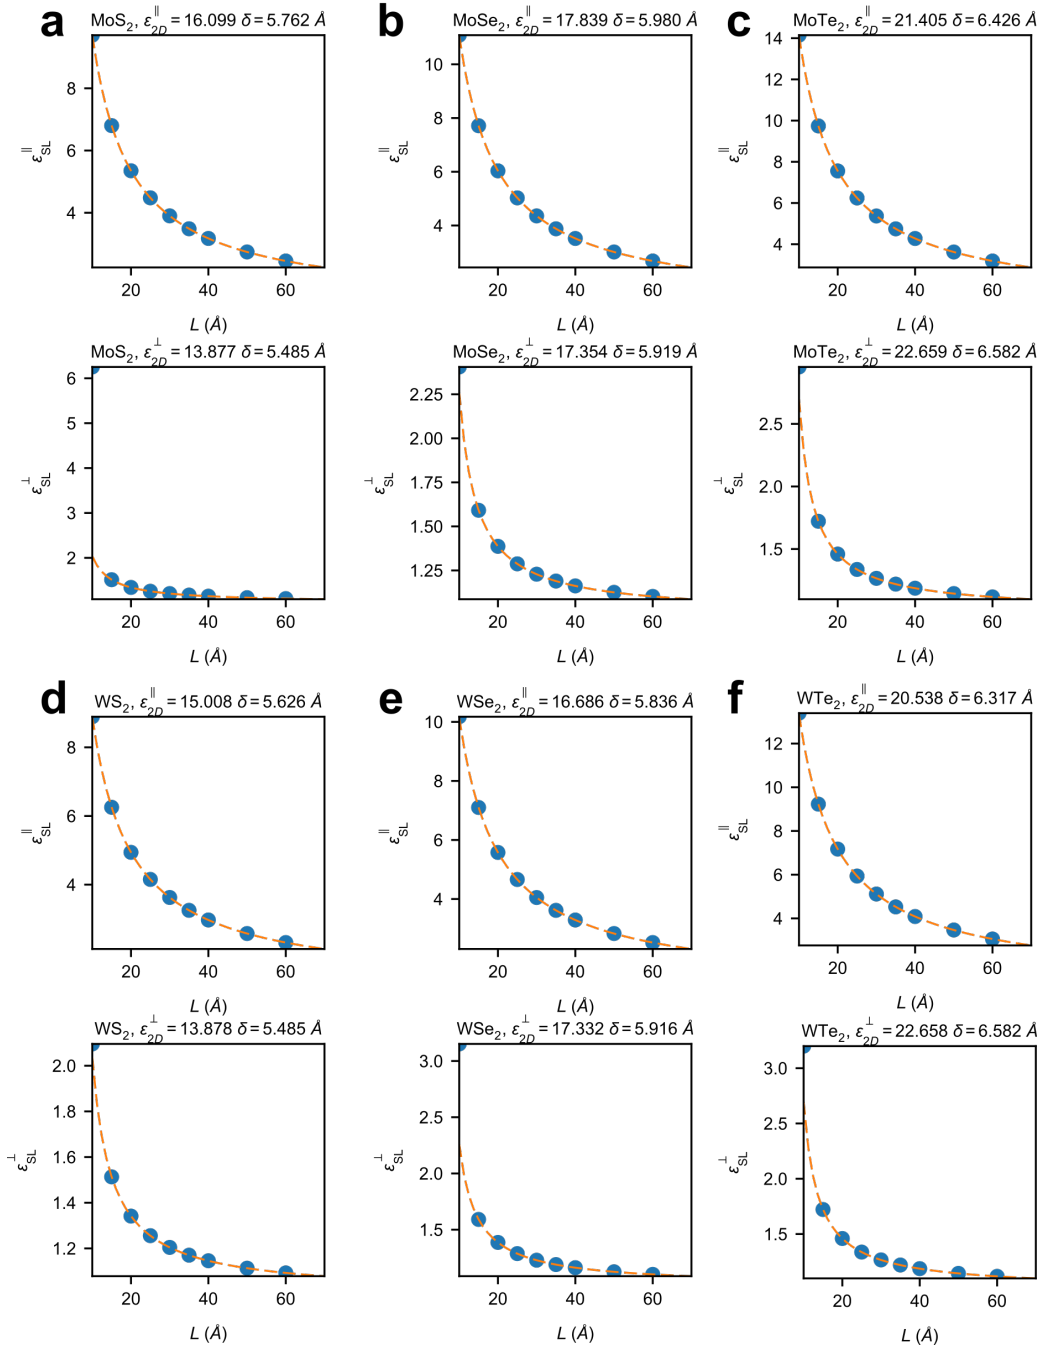 a
MoS₂, ε∥2D = 16.099 δ = 5.762 Å
8
6
4
ε∥SL
20 40 60
L (Å)
b
MoSe₂, ε∥2D = 17.839 δ = 5.980 Å
10
8
6
4
ε∥SL
20 40 60
L (Å)
c
MoTe₂, ε∥2D = 21.405 δ = 6.426 Å
14
12
10
8
6
4
ε∥SL
20 40 60
L (Å)
MoS₂, ε⊥2D = 13.877 δ = 5.485 Å
6
5
4
3
2
ε⊥SL
20 40 60
L (Å)
MoSe₂, ε⊥2D = 17.354 δ = 5.919 Å
2.25
2.00
1.75
1.50
1.25
ε⊥SL
20 40 60
L (Å)
MoTe₂, ε⊥2D = 22.659 δ = 6.582 Å
2.5
2.0
1.5
ε⊥SL
20 40 60
L (Å)
d
WS₂, ε∥2D = 15.008 δ = 5.626 Å
8
6
4
ε∥SL
20 40 60
L (Å)
e
WSe₂, ε∥2D = 16.686 δ = 5.836 Å
10
8
6
4
ε∥SL
20 40 60
L (Å)
f
WTe₂, ε∥2D = 20.538 δ = 6.317 Å
12
10
8
6
4
ε∥SL
20 40 60
L (Å)
WS₂, ε⊥2D = 13.878 δ = 5.485 Å
2.0
1.8
1.6
1.4
1.2
ε⊥SL
20 40 60
L (Å)
WSe₂, ε⊥2D = 17.332 δ = 5.916 Å
3.0
2.5
2.0
1.5
ε⊥SL
20 40 60
L (Å)
WTe₂, ε⊥2D = 22.658 δ = 6.582 Å
3.0
2.5
2.0
1.5
ε⊥SL
20 40 60
L (Å)